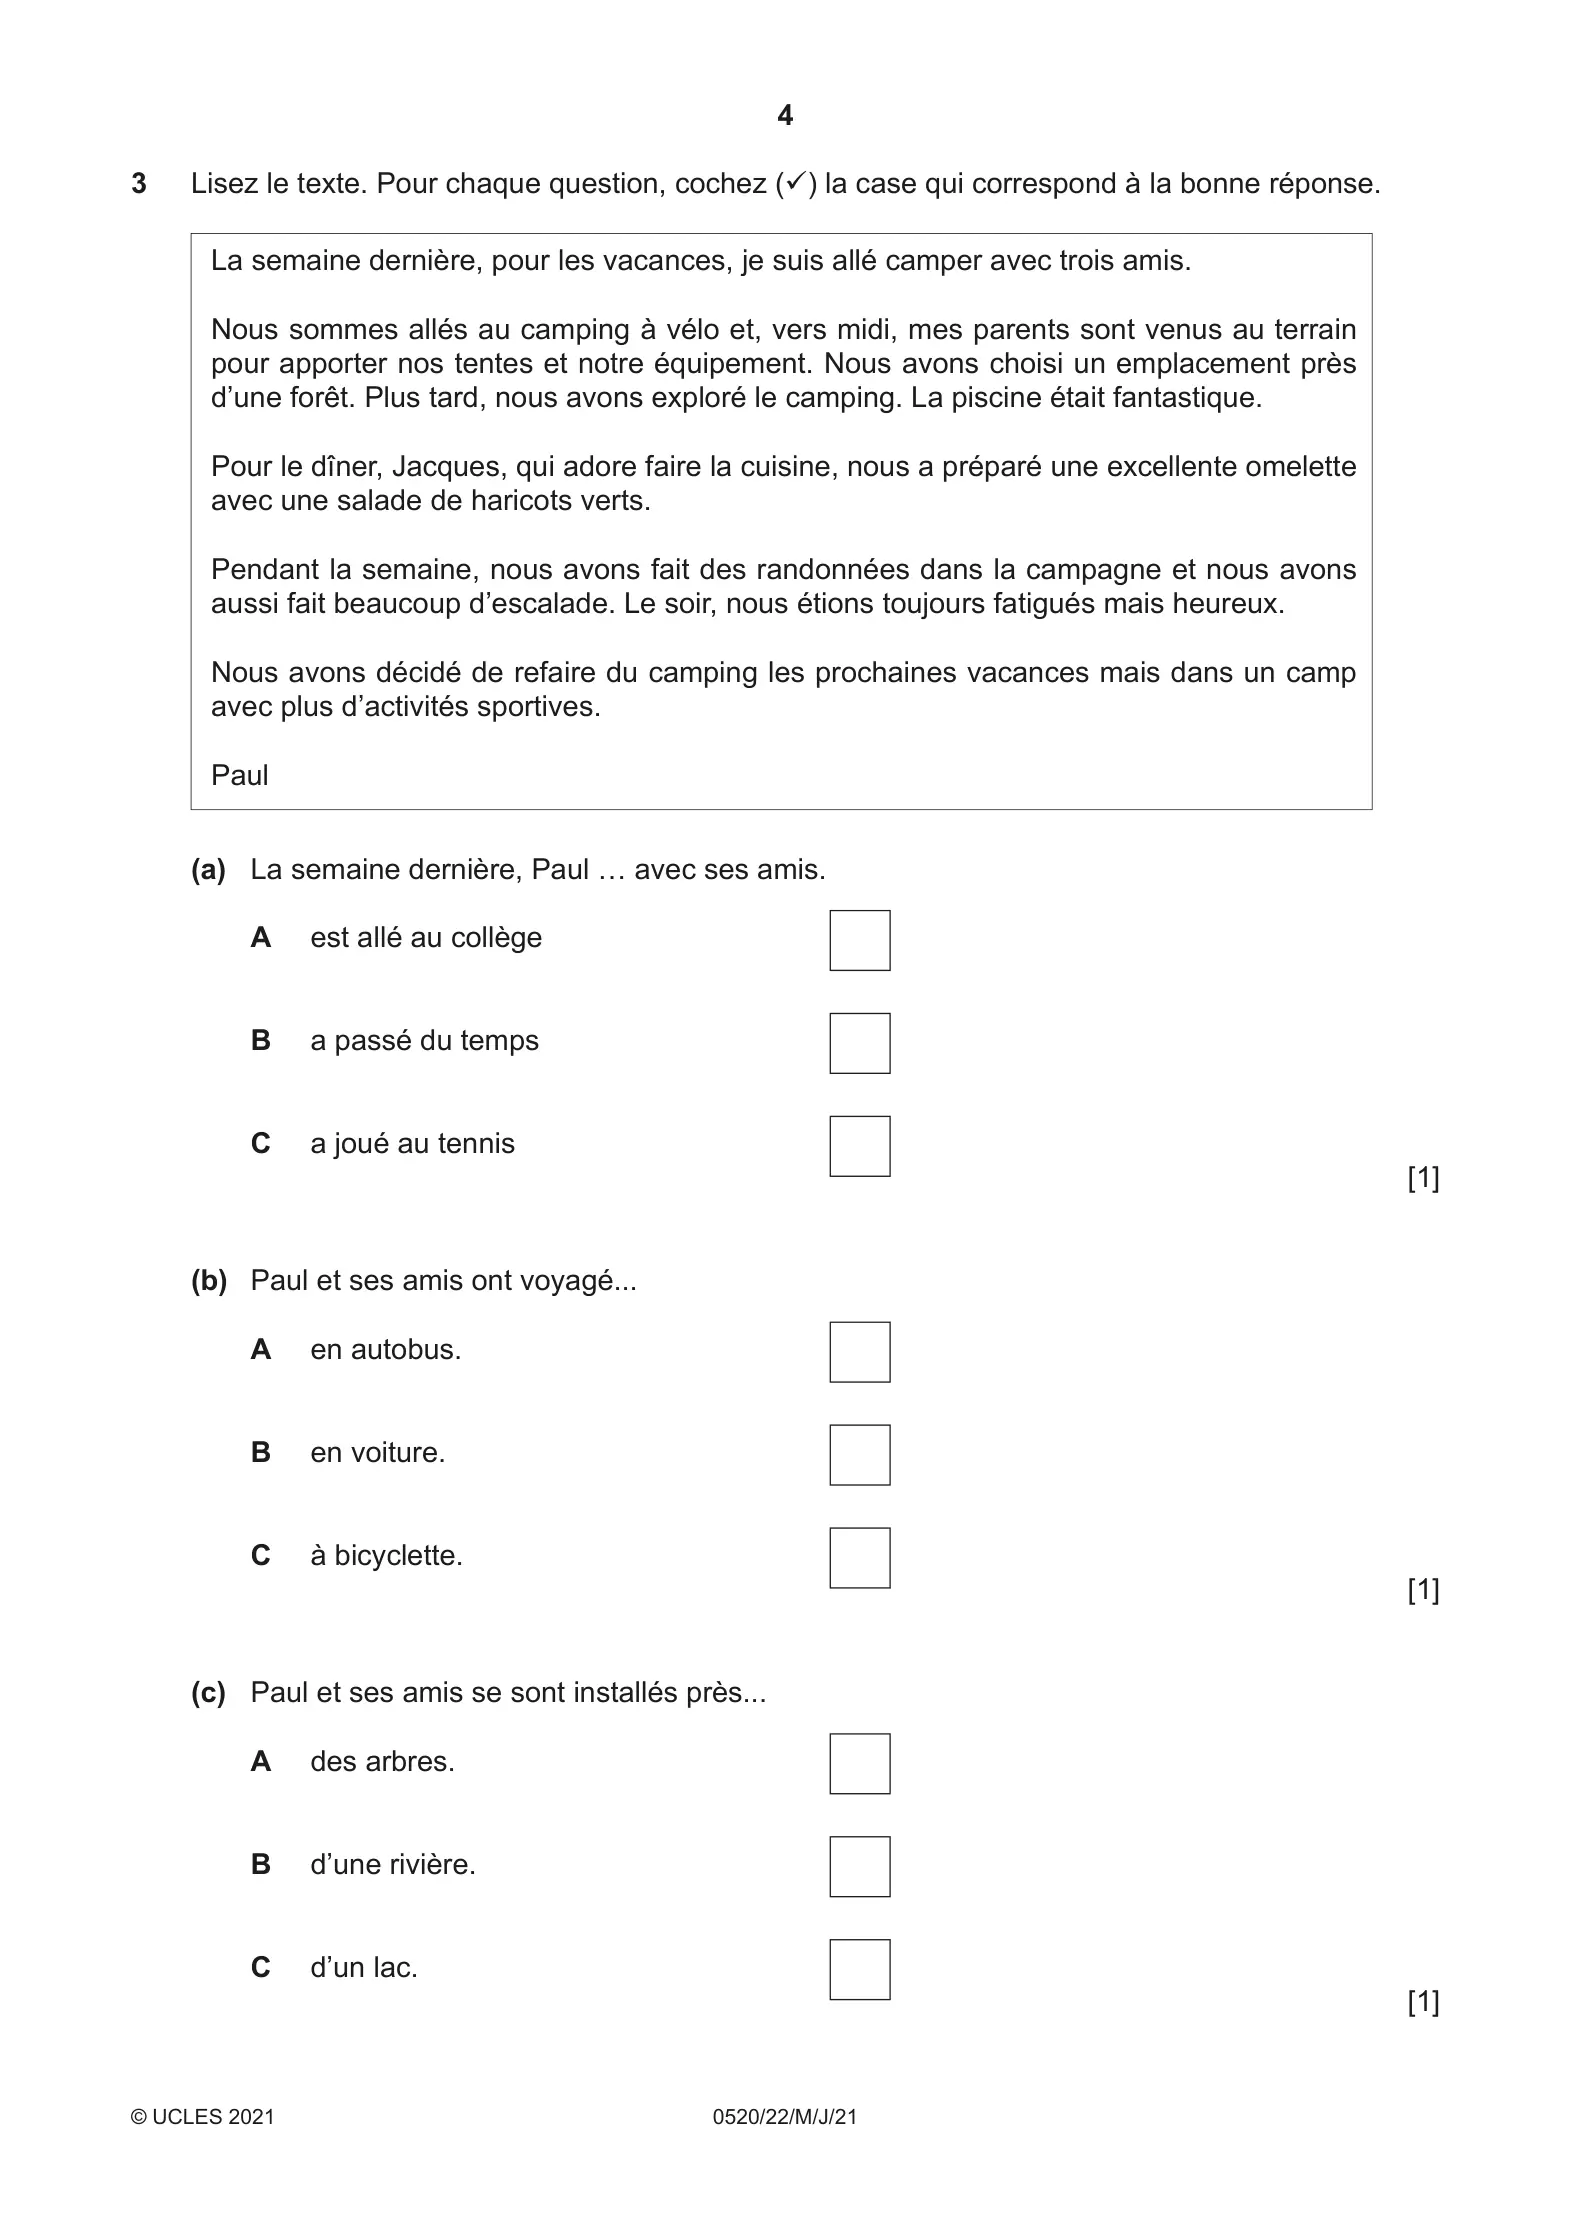 4
3 Lisez le texte. Pour chaque question, cochez (✓) la case qui correspond à la bonne réponse.
La semaine dernière, pour les vacances, je suis allé camper avec trois amis.
Nous sommes allés au camping à vélo et, vers midi, mes parents sont venus au terrain
pour apporter nos tentes et notre équipement. Nous avons choisi un emplacement près
d’une forêt. Plus tard, nous avons exploré le camping. La piscine était fantastique.
Pour le dîner, Jacques, qui adore faire la cuisine, nous a préparé une excellente omelette
avec une salade de haricots verts.
Pendant la semaine, nous avons fait des randonnées dans la campagne et nous avons
aussi fait beaucoup d’escalade. Le soir, nous étions toujours fatigués mais heureux.
Nous avons décidé de refaire du camping les prochaines vacances mais dans un camp
avec plus d’activités sportives.
Paul
(a) La semaine dernière, Paul … avec ses amis.
A est allé au collège
B a passé du temps
C a joué au tennis
[1]
(b) Paul et ses amis ont voyagé...
A en autobus.
B en voiture.
C à bicyclette.
[1]
(c) Paul et ses amis se sont installés près...
A des arbres.
B d’une rivière.
C d’un lac.
[1]
© UCLES 2021 0520/22/M/J/21